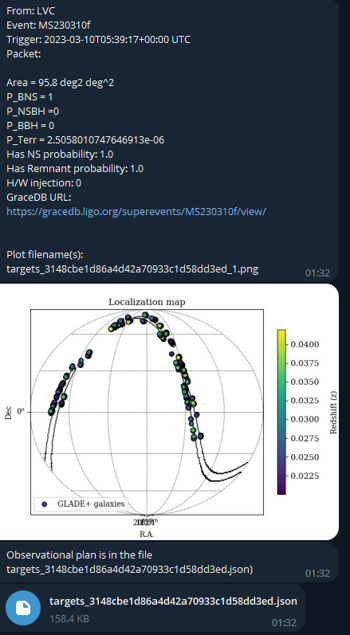 From: LVC
Event: MS230310f
Trigger: 2023-03-10T05:39:17+00:00 UTC
Packet:
Area = 95.8 deg2 deg^2
P_BNS = 1
P_NSBH =0
P_BBH = 0
P_Terr = 2.5058010747646913e-06
Has NS probability: 1.0
Has Remnant probability: 1.0
H/W injection: 0
GraceDB URL:
https://gracedb.ligo.org/superevents/MS230310f/view/
Plot filename(s):
targets_3148cbe1d86a4d42a70933c1d58dd3ed_1.png
01:32
Localization map
0.0400
0.0375
0.0350
0.0325
0.0300
0.0275
0.0250
0.0225
Redshift (z)
Dec
0°
GLADE+ galaxies
R.A.
Observational plan is in the file
targets_3148cbe1d86a4d42a70933c1d58dd3ed.json)
01:32
targets_3148cbe1d86a4d42a70933c1d58dd3ed.json
158.4 KB
01:32